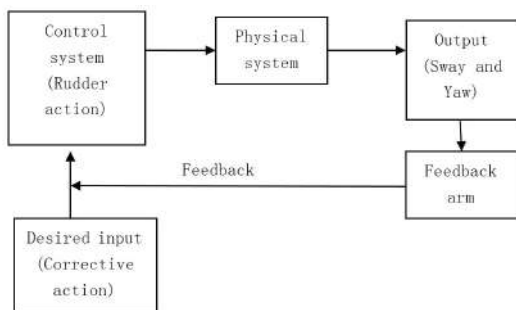 Control
system
(Rudder
action)
Physical
system
Output
(Sway and
Yaw)
Feedback
Feedback
arm
Desired input
(Corrective
action)